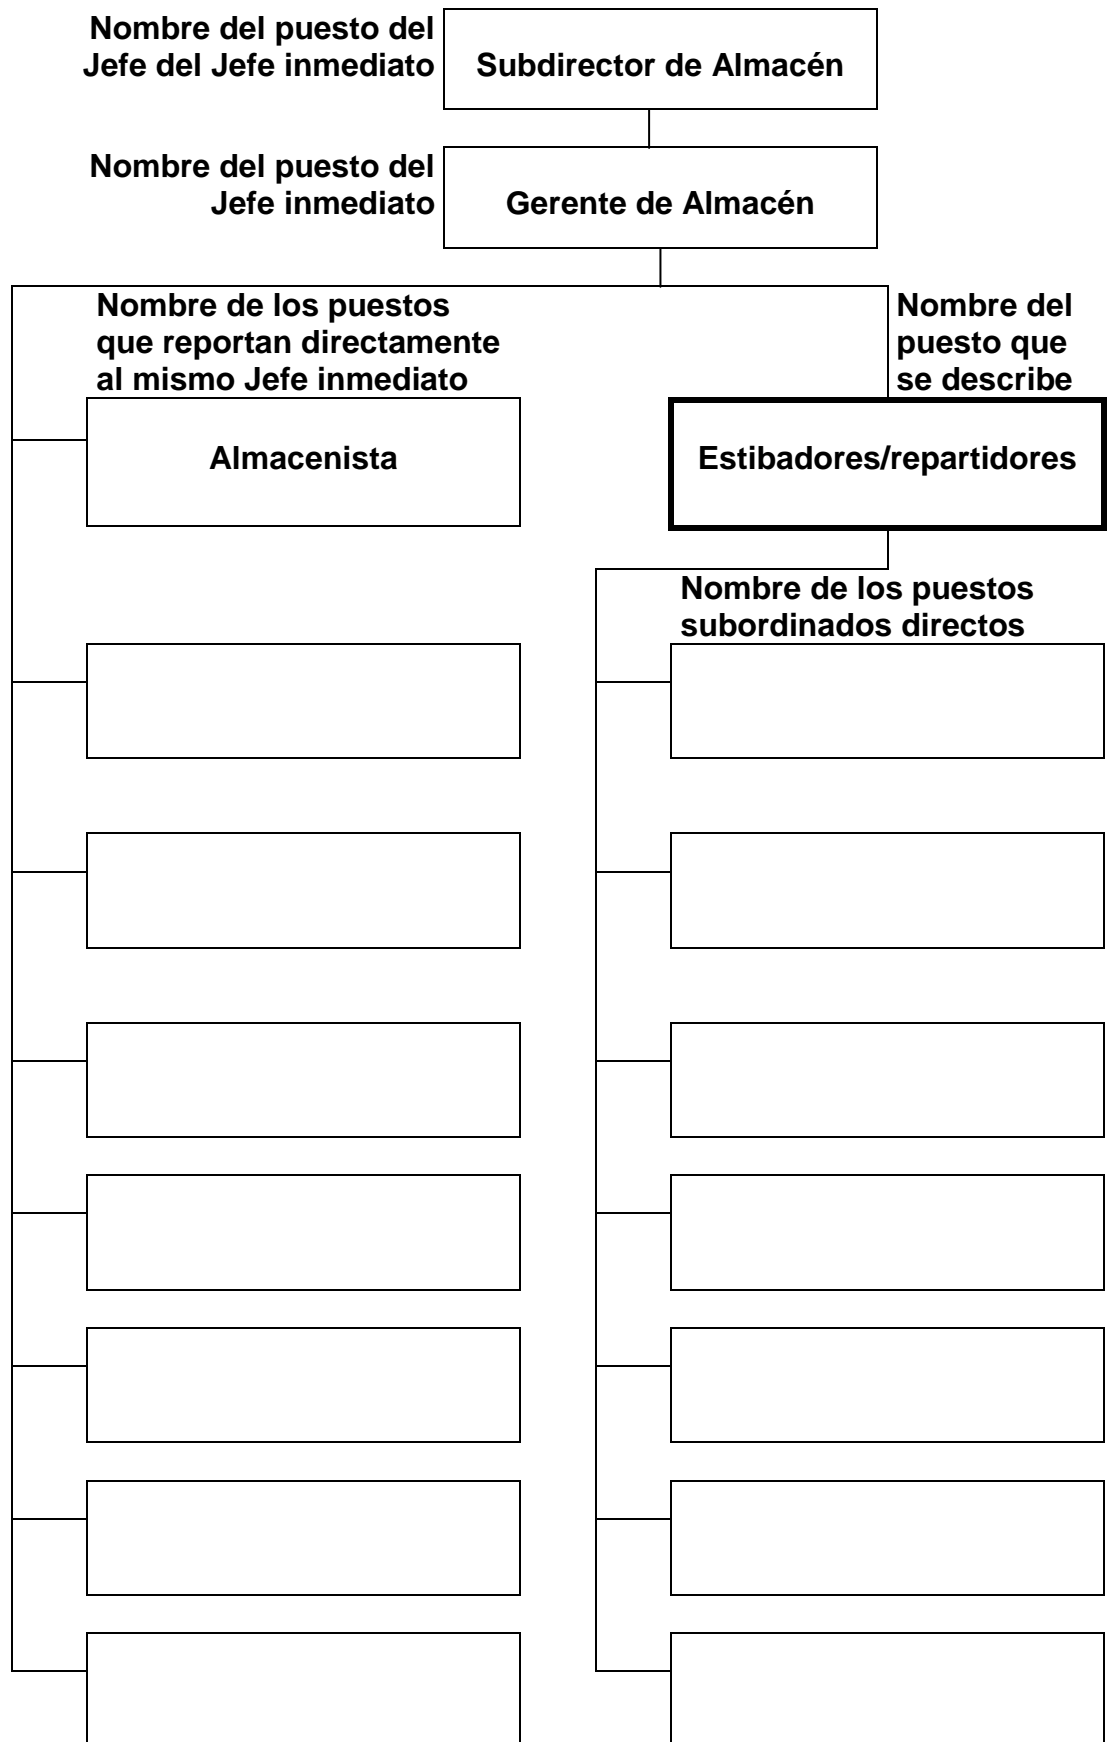 Nombre del puesto del
Jefe del Jefe inmediato
Subdirector de Almacén
Nombre del puesto del
Jefe inmediato
Gerente de Almacén
Nombre de los puestos
que reportan directamente
al mismo Jefe inmediato
Nombre del
puesto que
se describe
Almacenista
Estibadores/repartidores
Nombre de los puestos
subordinados directos